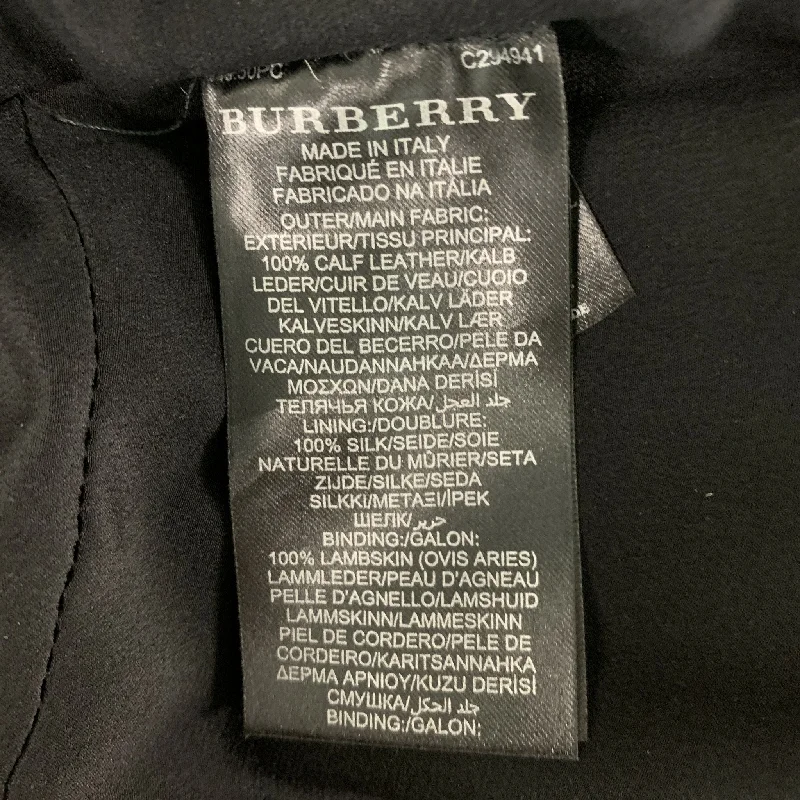 C294941
BURBERRY
MADE IN ITALY
FABRIQUÉ EN ITALIE
FABRICADO NA ITÁLIA
OUTER/MAIN FABRIC:
EXTÉRIEUR/TISSU PRINCIPAL:
100% CALF LEATHER/KALB
LEDER/CUIR DE VEAU/CUOIO
DEL VITELLO/KALV LÄDER
KALVESKINN/KALV LÆR
CUERO DEL BECERRO/PELE DA
VACA/NAUDANNAHKAA/ΔΕΡΜΑ
ΜΟΣΧΩΝ/DANA DERİSİ
ТЕЛЯЧЬЯ КОЖА/جلد العجل
LINING:/DOUBLURE:
100% SILK/SEIDE/SOIE
NATURELLE DU MÛRIER/SETA
ZIJDE/SILKE/SEDA
SILKKI/ΜΕΤΑΞΙ/İPEK
ШЕЛК/حرير
BINDING:/GALON:
100% LAMBSKIN (OVIS ARIES)
LAMMLEDER/PEAU D'AGNEAU
PELLE D'AGNELLO/LAMSHUID
LAMMSKINN/LAMMESKINN
PIEL DE CORDERO/PELE DE
CORDEIRO/KARITSANNAHKA
ΔΕΡΜΑ ΑΡΝΙΟΥ/KUZU DERİSİ
СМУШКА/جلد الحكل
BINDING:/GALON: